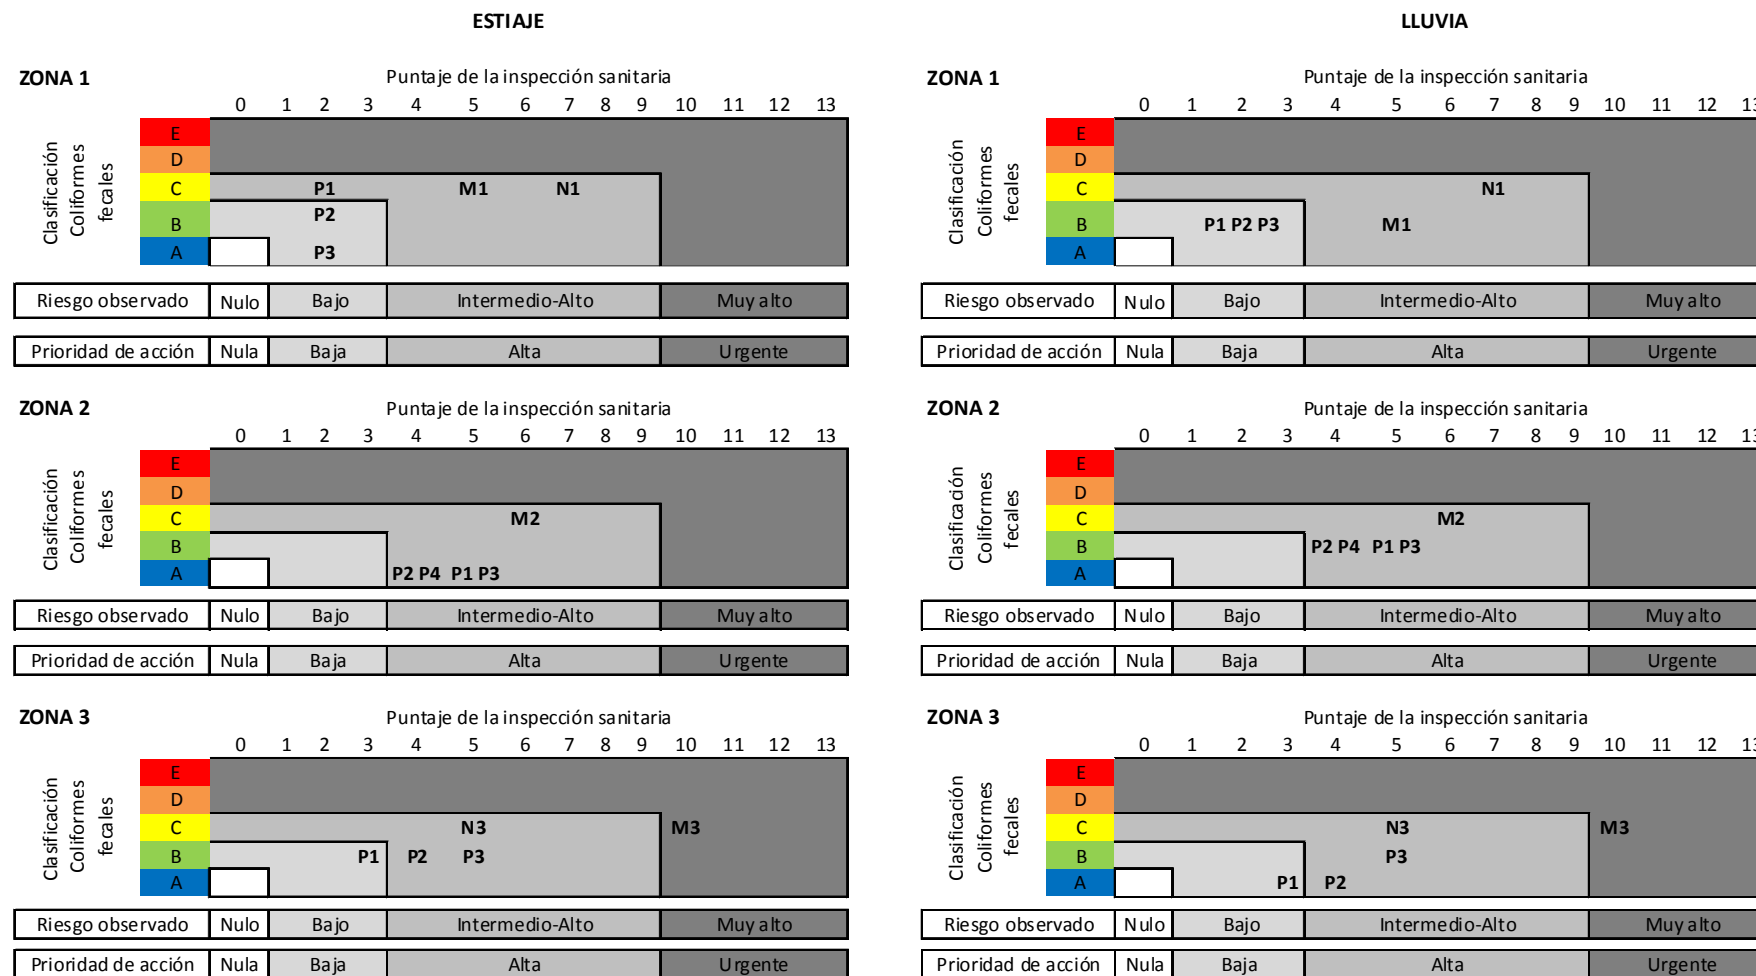 ESTIAJE
ZONA 1
Puntaje de la inspección sanitaria
0 1 2 3 4 5 6 7 8 9 10 11 12 13
Clasificación
Coliformes
fecales
E
D
C P1 M1 N1
B P2
A P3
Riesgo observado Nulo Bajo Intermedio-Alto Muy alto
Prioridad de acción Nula Baja Alta Urgente
ZONA 2
Puntaje de la inspección sanitaria
0 1 2 3 4 5 6 7 8 9 10 11 12 13
Clasificación
Coliformes
fecales
E
D
C M2
B
A P2 P4 P1 P3
Riesgo observado Nulo Bajo Intermedio-Alto Muy alto
Prioridad de acción Nula Baja Alta Urgente
ZONA 3
Puntaje de la inspección sanitaria
0 1 2 3 4 5 6 7 8 9 10 11 12 13
Clasificación
Coliformes
fecales
E
D
C N3 M3
B P1 P2 P3
A
Riesgo observado Nulo Bajo Intermedio-Alto Muy alto
Prioridad de acción Nula Baja Alta Urgente
LLUVIA
ZONA 1
Puntaje de la inspección sanitaria
0 1 2 3 4 5 6 7 8 9 10 11 12 13
Clasificación
Coliformes
fecales
E
D
C N1
B P1 P2 P3 M1
A
Riesgo observado Nulo Bajo Intermedio-Alto Muy alto
Prioridad de acción Nula Baja Alta Urgente
ZONA 2
Puntaje de la inspección sanitaria
0 1 2 3 4 5 6 7 8 9 10 11 12 13
Clasificación
Coliformes
fecales
E
D
C M2
B P2 P4 P1 P3
A
Riesgo observado Nulo Bajo Intermedio-Alto Muy alto
Prioridad de acción Nula Baja Alta Urgente
ZONA 3
Puntaje de la inspección sanitaria
0 1 2 3 4 5 6 7 8 9 10 11 12 13
Clasificación
Coliformes
fecales
E
D
C N3 M3
B P3
A P1 P2
Riesgo observado Nulo Bajo Intermedio-Alto Muy alto
Prioridad de acción Nula Baja Alta Urgente